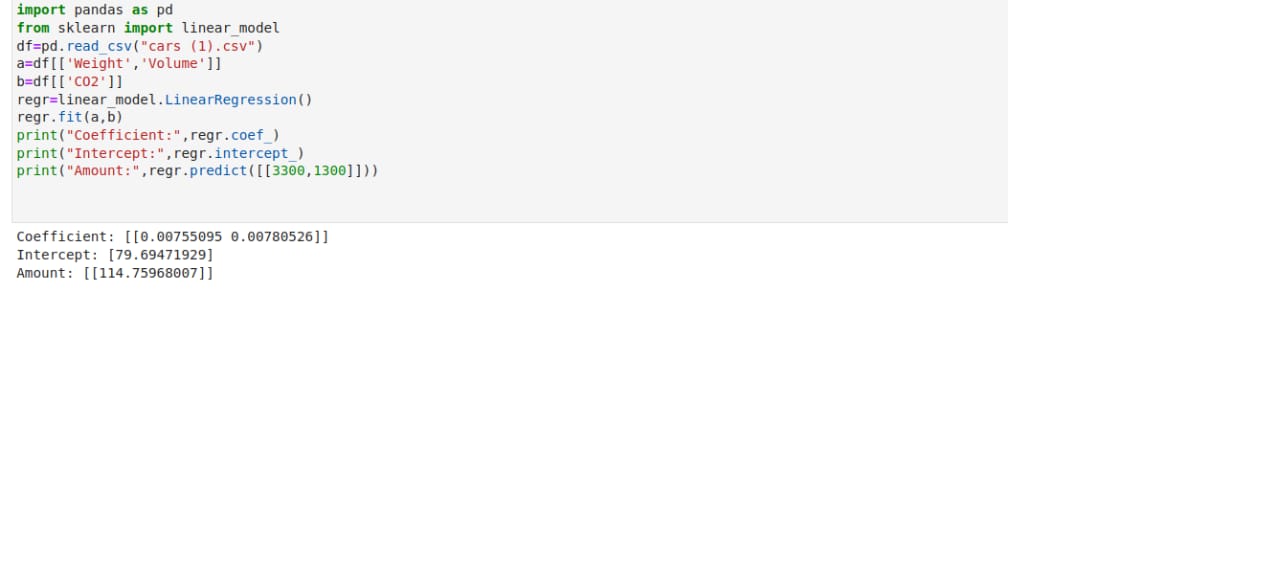 import pandas as pd
from sklearn import linear_model
df=pd.read_csv("cars (1).csv")
a=df[['Weight','Volume']]
b=df[['CO2']]
regr=linear_model.LinearRegression()
regr.fit(a,b)
print("Coefficient:",regr.coef_)
print("Intercept:",regr.intercept_)
print("Amount:",regr.predict([[3300,1300]]))
Coefficient: [[0.00755095 0.00780526]]
Intercept: [79.69471929]
Amount: [[114.75968007]]